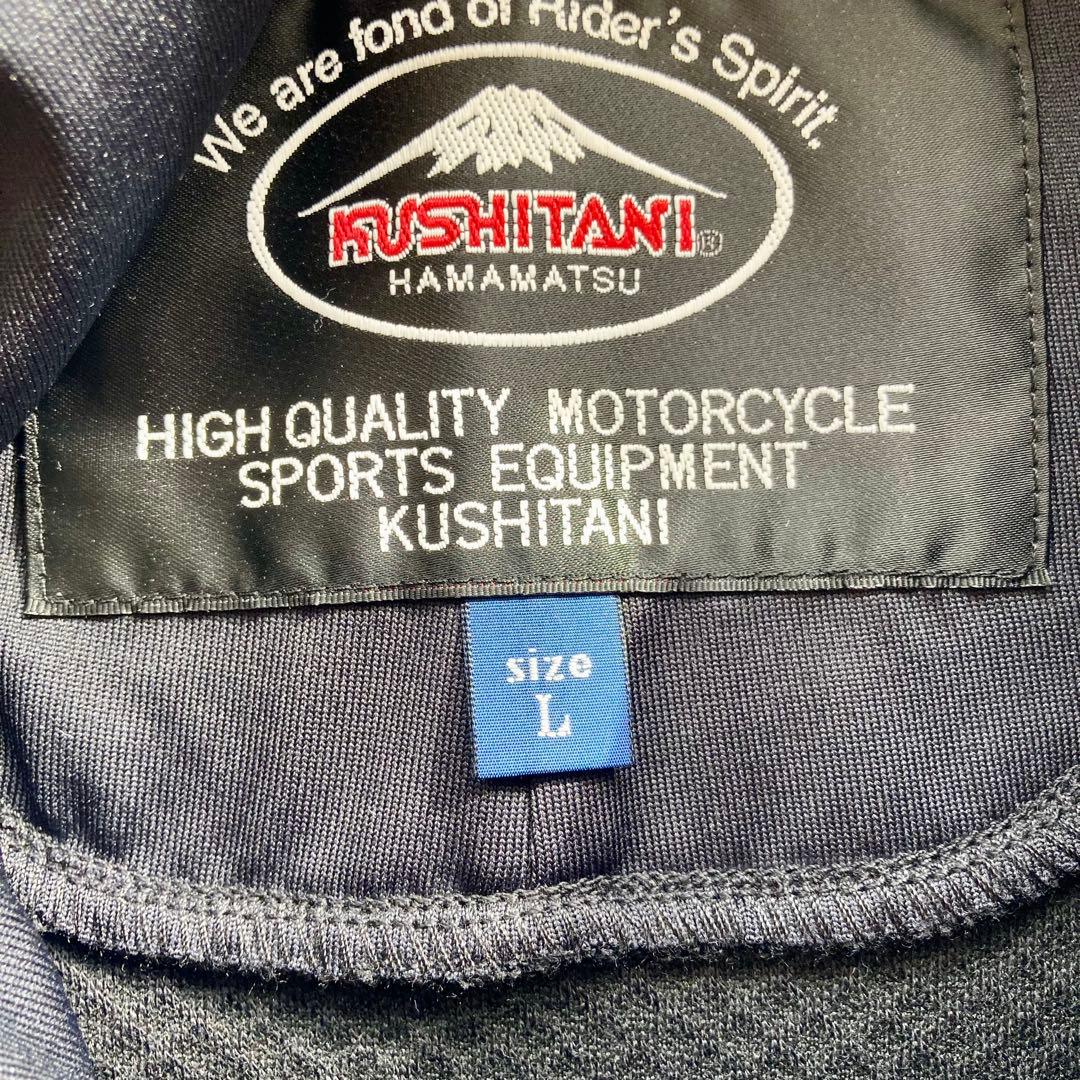 We are fond of Rider's Spirit.
KUSHITANI®
HAMAMATSU
HIGH QUALITY MOTORCYCLE
SPORTS EQUIPMENT
KUSHITANI
size
L